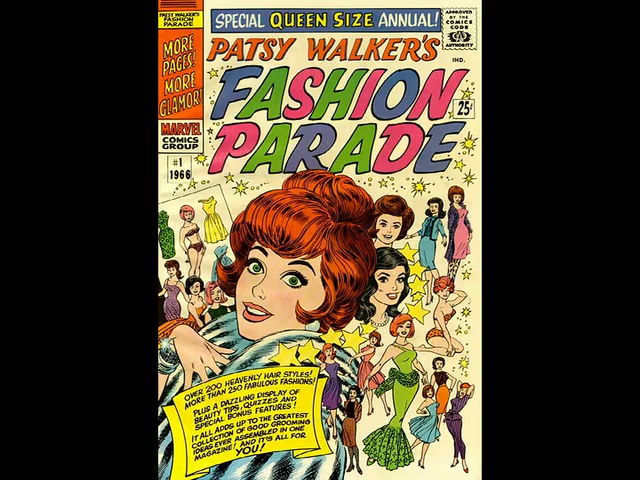 PATSY WALKER'S
FASHION
PARADE
MORE
PAGES!
MORE
GLAMOR!
MARVEL
COMICS
GROUP
#1
1966
SPECIAL QUEEN SIZE ANNUAL!
APPROVED
BY THE
COMICS
CODE
AUTHORITY
IND.
PATSY WALKER'S
FASHION
25¢
PARADE
OVER 200 HEAVENLY HAIR STYLES!
MORE THAN 250 FABULOUS FASHIONS!
PLUS A DAZZLING DISPLAY OF
BEAUTY TIPS, QUIZZES AND
SPECIAL BONUS FEATURES!
IT ALL ADDS UP TO THE GREATEST
COLLECTION OF GOOD GROOMING
IDEAS EVER ASSEMBLED IN ONE
MAGAZINE! AND IT'S ALL FOR
YOU!